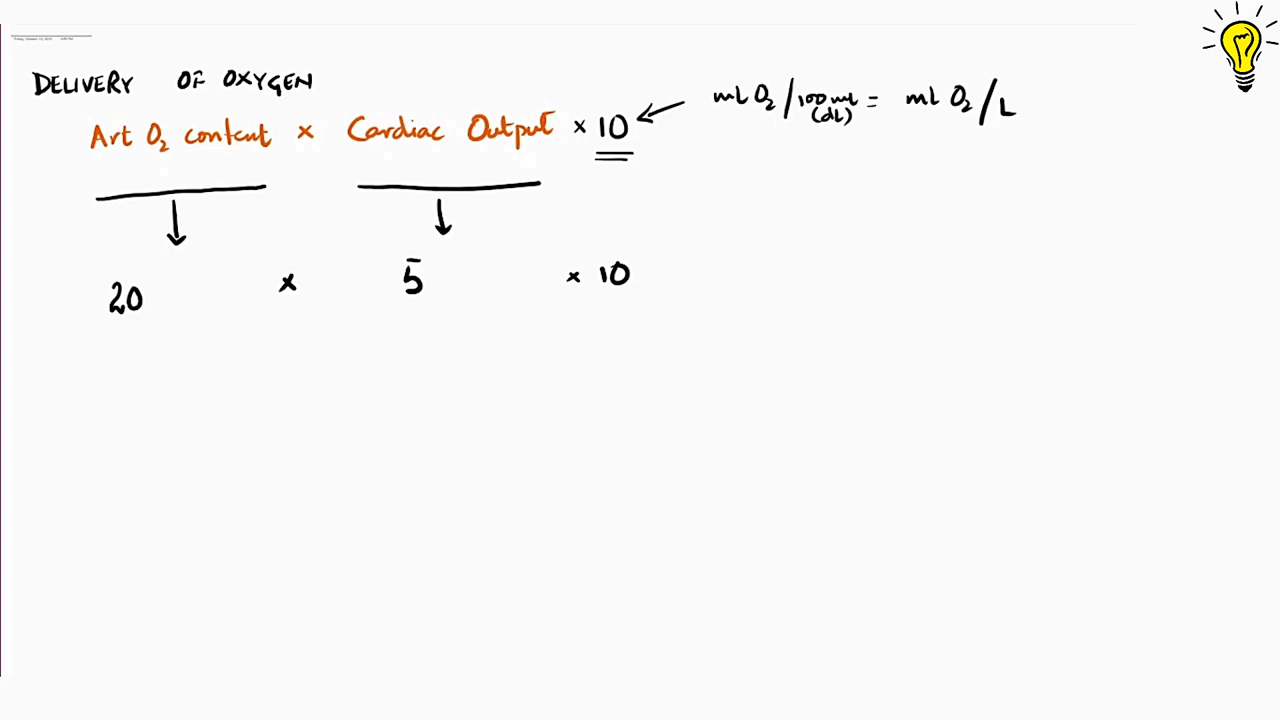 DELIVERY OF OXYGEN
Art O₂ content × Cardiac Output × 10
mL O₂ / 100 mL (dL) = mL O₂ / L
20 × 5 × 10